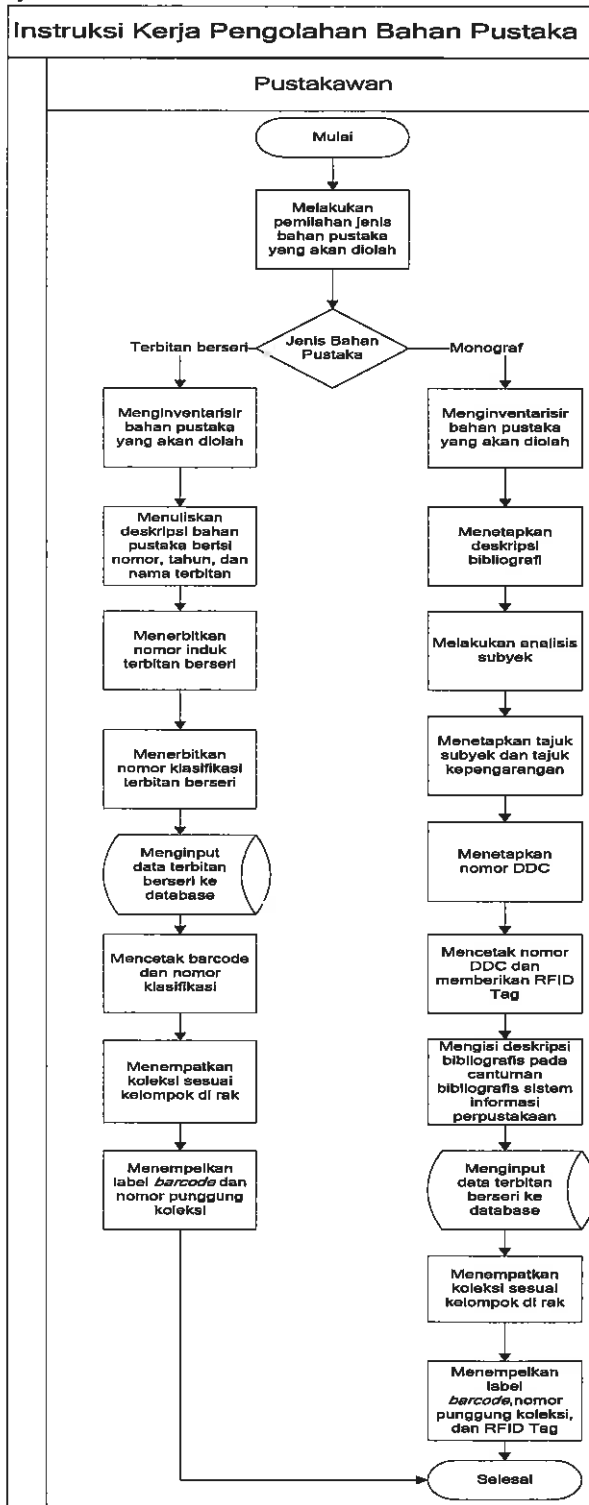 Instruksi Kerja Pengolahan Bahan Pustaka
Pustakawan
Mulai
Melakukan
pemilahan jenis
bahan pustaka
yang akan diolah
Jenis Bahan
Pustaka
Terbitan berseri
Monograf
Menginventarisir
bahan pustaka
yang akan diolah
Menuliskan
deskripsi bahan
pustaka berisi
nomor, tahun, dan
nama terbitan
Menerbitkan
nomor induk
terbitan berseri
Menerbitkan
nomor klasifikasi
terbitan berseri
Menginput
data terbitan
berseri ke
database
Mencetak barcode
dan nomor
klasifikasi
Menempatkan
koleksi sesuai
kelompok di rak
Menempelkan
label barcode dan
nomor punggung
koleksi
Menginventarisir
bahan pustaka
yang akan diolah
Menetapkan
deskripsi
bibliografi
Melakukan analisis
subyek
Menetapkan tajuk
subyek dan tajuk
kepengarangan
Menetapkan
nomor DDC
Mencetak nomor
DDC dan
memberikan RFID
Tag
Mengisi deskripsi
bibliografis pada
cantuman
bibliografis sistem
informasi
perpustakaan
Menginput
data terbitan
berseri ke
database
Menempatkan
koleksi sesuai
kelompok di rak
Menempelkan
label
barcode,nomor
punggung koleksi,
dan RFID Tag
Selesai